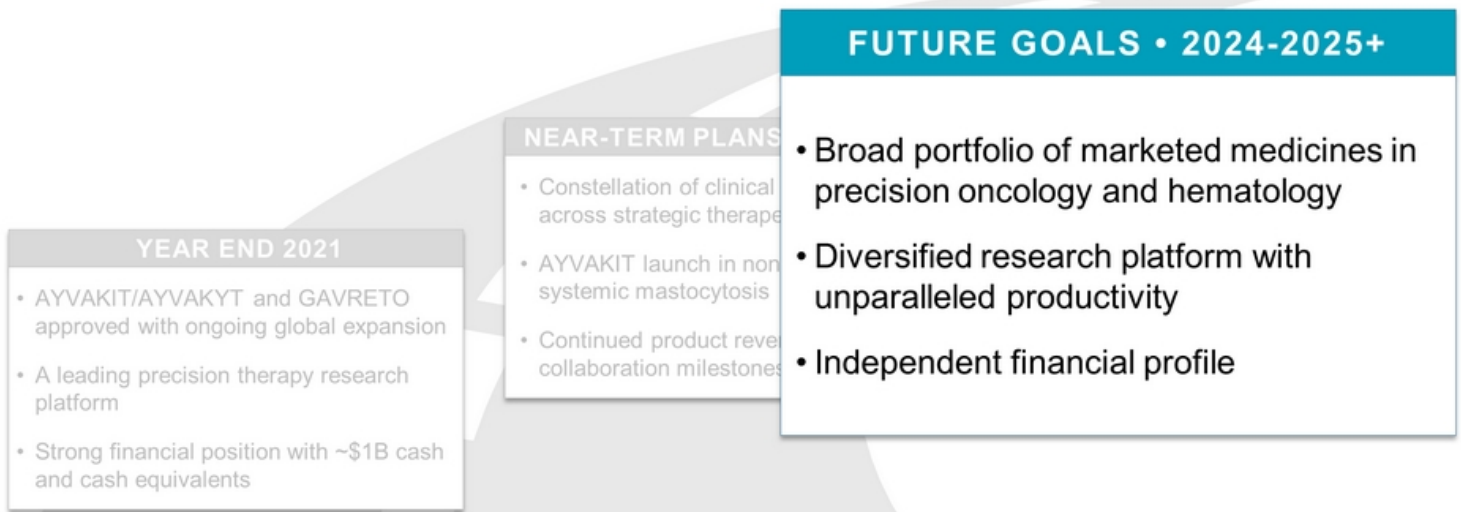 FUTURE GOALS • 2024-2025+
• Broad portfolio of marketed medicines in
precision oncology and hematology
• Diversified research platform with
unparalleled productivity
• Independent financial profile
NEAR-TERM PLANS
• Constellation of clinical
across strategic
• AYVAKIT launch in
systemic mastocytosis
• Continued product
collaboration milestones
YEAR END 2021
• AYVAKIT/AYVAKYT and GAVRETO
approved with ongoing global expansion
• A leading precision therapy research
platform
• Strong financial position with ~$1B cash
and cash equivalents